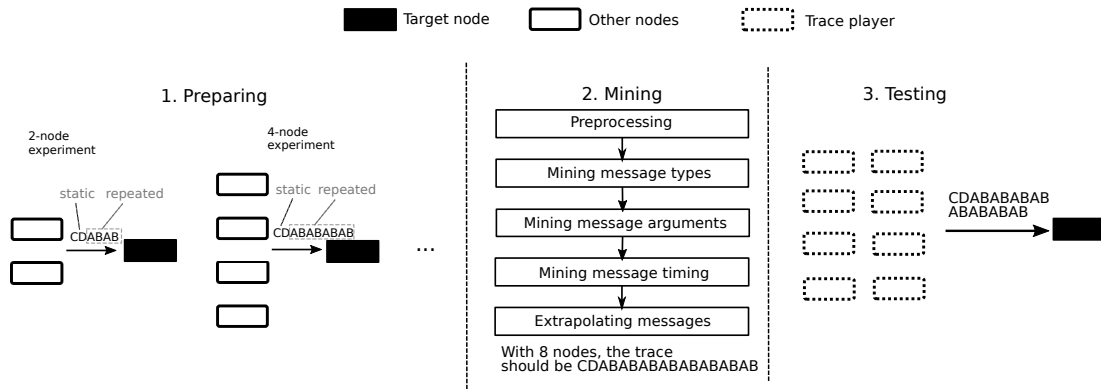 Target node
Other nodes
Trace player
1. Preparing
2-node
experiment
static repeated
CDABAB
4-node
experiment
static repeated
CDABABABAB
...
2. Mining
Preprocessing
Mining message types
Mining message arguments
Mining message timing
Extrapolating messages
With 8 nodes, the trace
should be CDABABABABABABABAB
3. Testing
CDABABABAB
ABABABAB